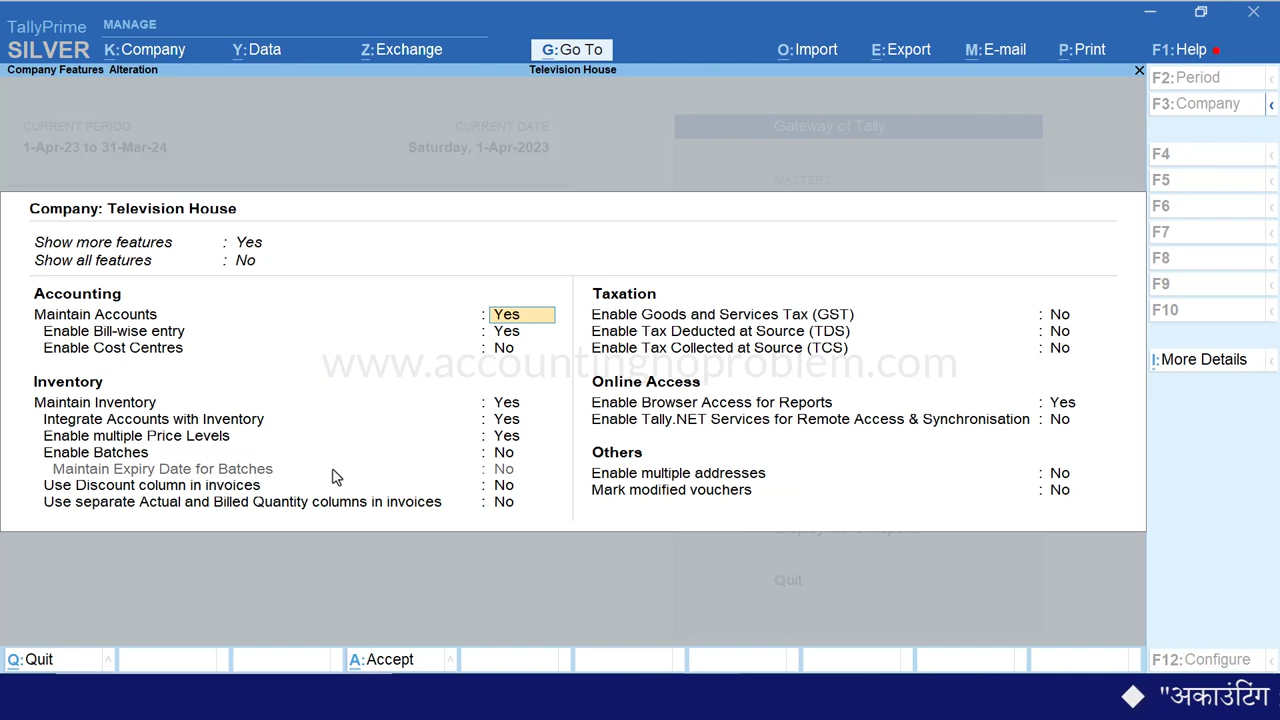 TallyPrime
SILVER
MANAGE
K:Company Y:Data Z:Exchange G:Go To O:Import E:Export M:E-mail P:Print F1:Help
Company Features Alteration Television House
CURRENT PERIOD
1-Apr-23 to 31-Mar-24
CURRENT DATE
Saturday, 1-Apr-2023
Gateway of Tally
MASTERS
Company: Television House
Show more features : Yes
Show all features : No
Accounting
Maintain Accounts : Yes
Enable Bill-wise entry : Yes
Enable Cost Centres : No
Inventory
Maintain Inventory : Yes
Integrate Accounts with Inventory : Yes
Enable multiple Price Levels : Yes
Enable Batches : No
Maintain Expiry Date for Batches : No
Use Discount column in invoices : No
Use separate Actual and Billed Quantity columns in invoices : No
Taxation
Enable Goods and Services Tax (GST) : No
Enable Tax Deducted at Source (TDS) : No
Enable Tax Collected at Source (TCS) : No
Online Access
Enable Browser Access for Reports : Yes
Enable Tally.NET Services for Remote Access & Synchronisation : No
Others
Enable multiple addresses : No
Mark modified vouchers : No
www.accountingnoproblem.com
Quit
F2:Period
F3:Company
F4
F5
F6
F7
F8
F9
F10
I:More Details
F12:Configure
Q:Quit A:Accept
"अकाउंटिंग